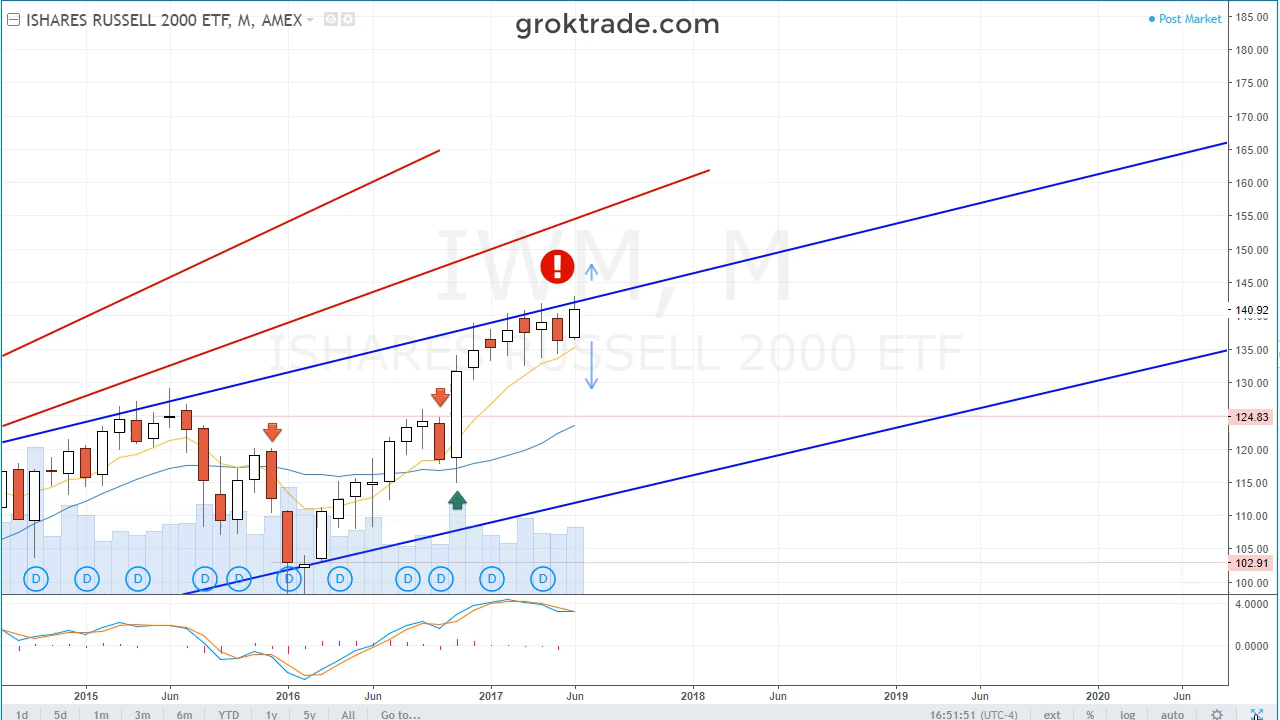 ISHARES RUSSELL 2000 ETF, M, AMEX
groktrade.com
Post Market
185.00
180.00
175.00
170.00
165.00
160.00
155.00
150.00
145.00
140.92
135.00
130.00
124.83
120.00
115.00
110.00
105.00
102.91
100.00
4.0000
0.0000
IWM, M
ISHARES RUSSELL 2000 ETF
!
D D D D D D D D D D D
2015 Jun 2016 Jun 2017 Jun 2018 Jun 2019 Jun 2020 Jun
1d 5d 1m 3m 6m YTD 1y 5y All Go to... 16:51:51 (UTC-4) ext % log auto